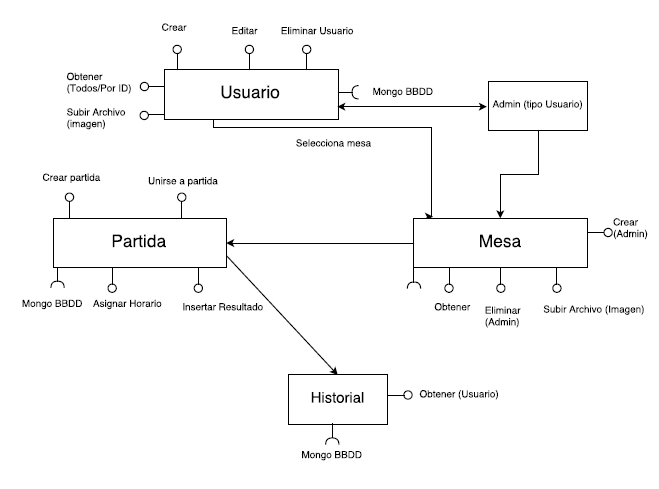 Crear
Editar
Eliminar Usuario
Obtener
(Todos/Por ID)
Usuario
Mongo BBDD
Admin (tipo Usuario)
Subir Archivo
(imagen)
Selecciona mesa
Crear partida
Unirse a partida
Crear
(Admin)
Partida
Mesa
Mongo BBDD
Asignar Horario
Insertar Resultado
Obtener
Eliminar
(Admin)
Subir Archivo (Imagen)
Historial
Obtener (Usuario)
Mongo BBDD